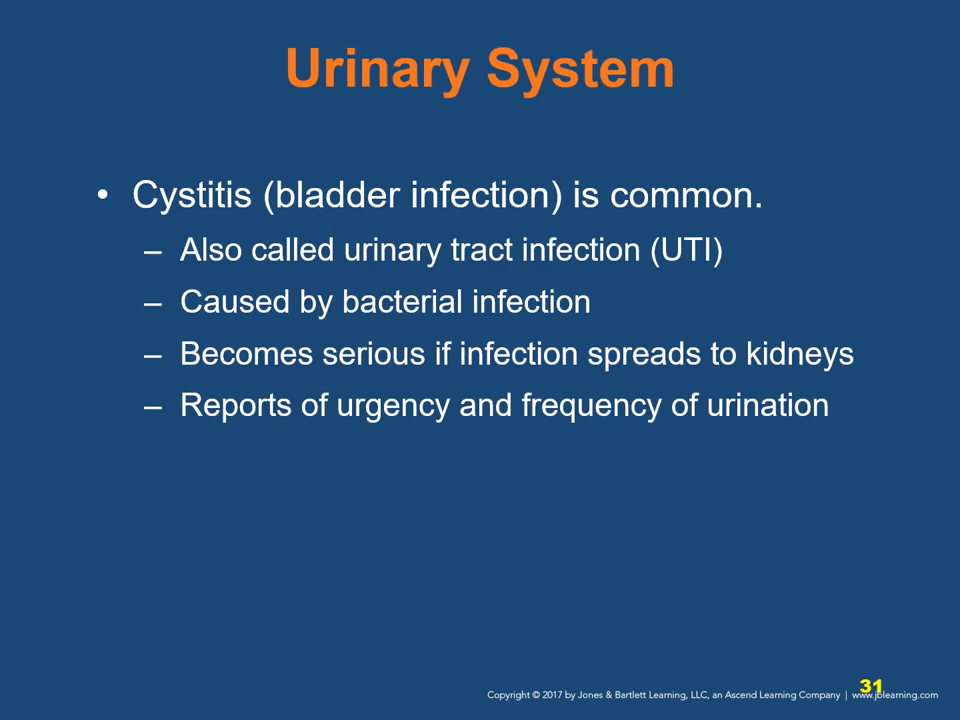 Urinary System
• Cystitis (bladder infection) is common.
– Also called urinary tract infection (UTI)
– Caused by bacterial infection
– Becomes serious if infection spreads to kidneys
– Reports of urgency and frequency of urination
31
Copyright © 2017 by Jones & Bartlett Learning, LLC, an Ascend Learning Company | www.jblearning.com